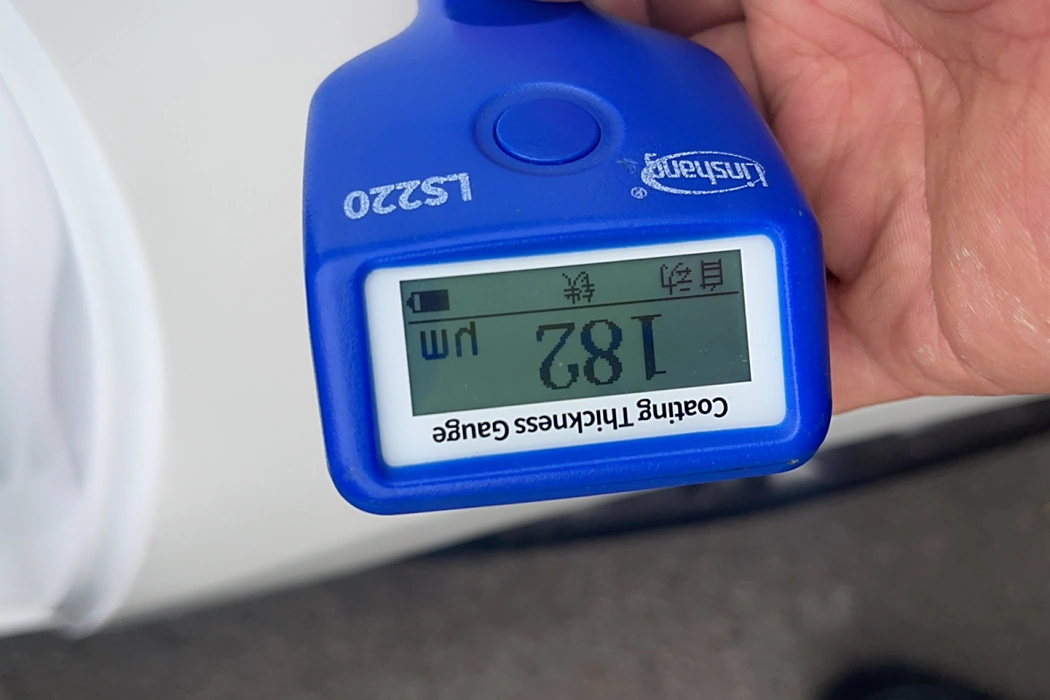 Coating Thickness Gauge
182 μm
自动 铁
Linshang® LS220